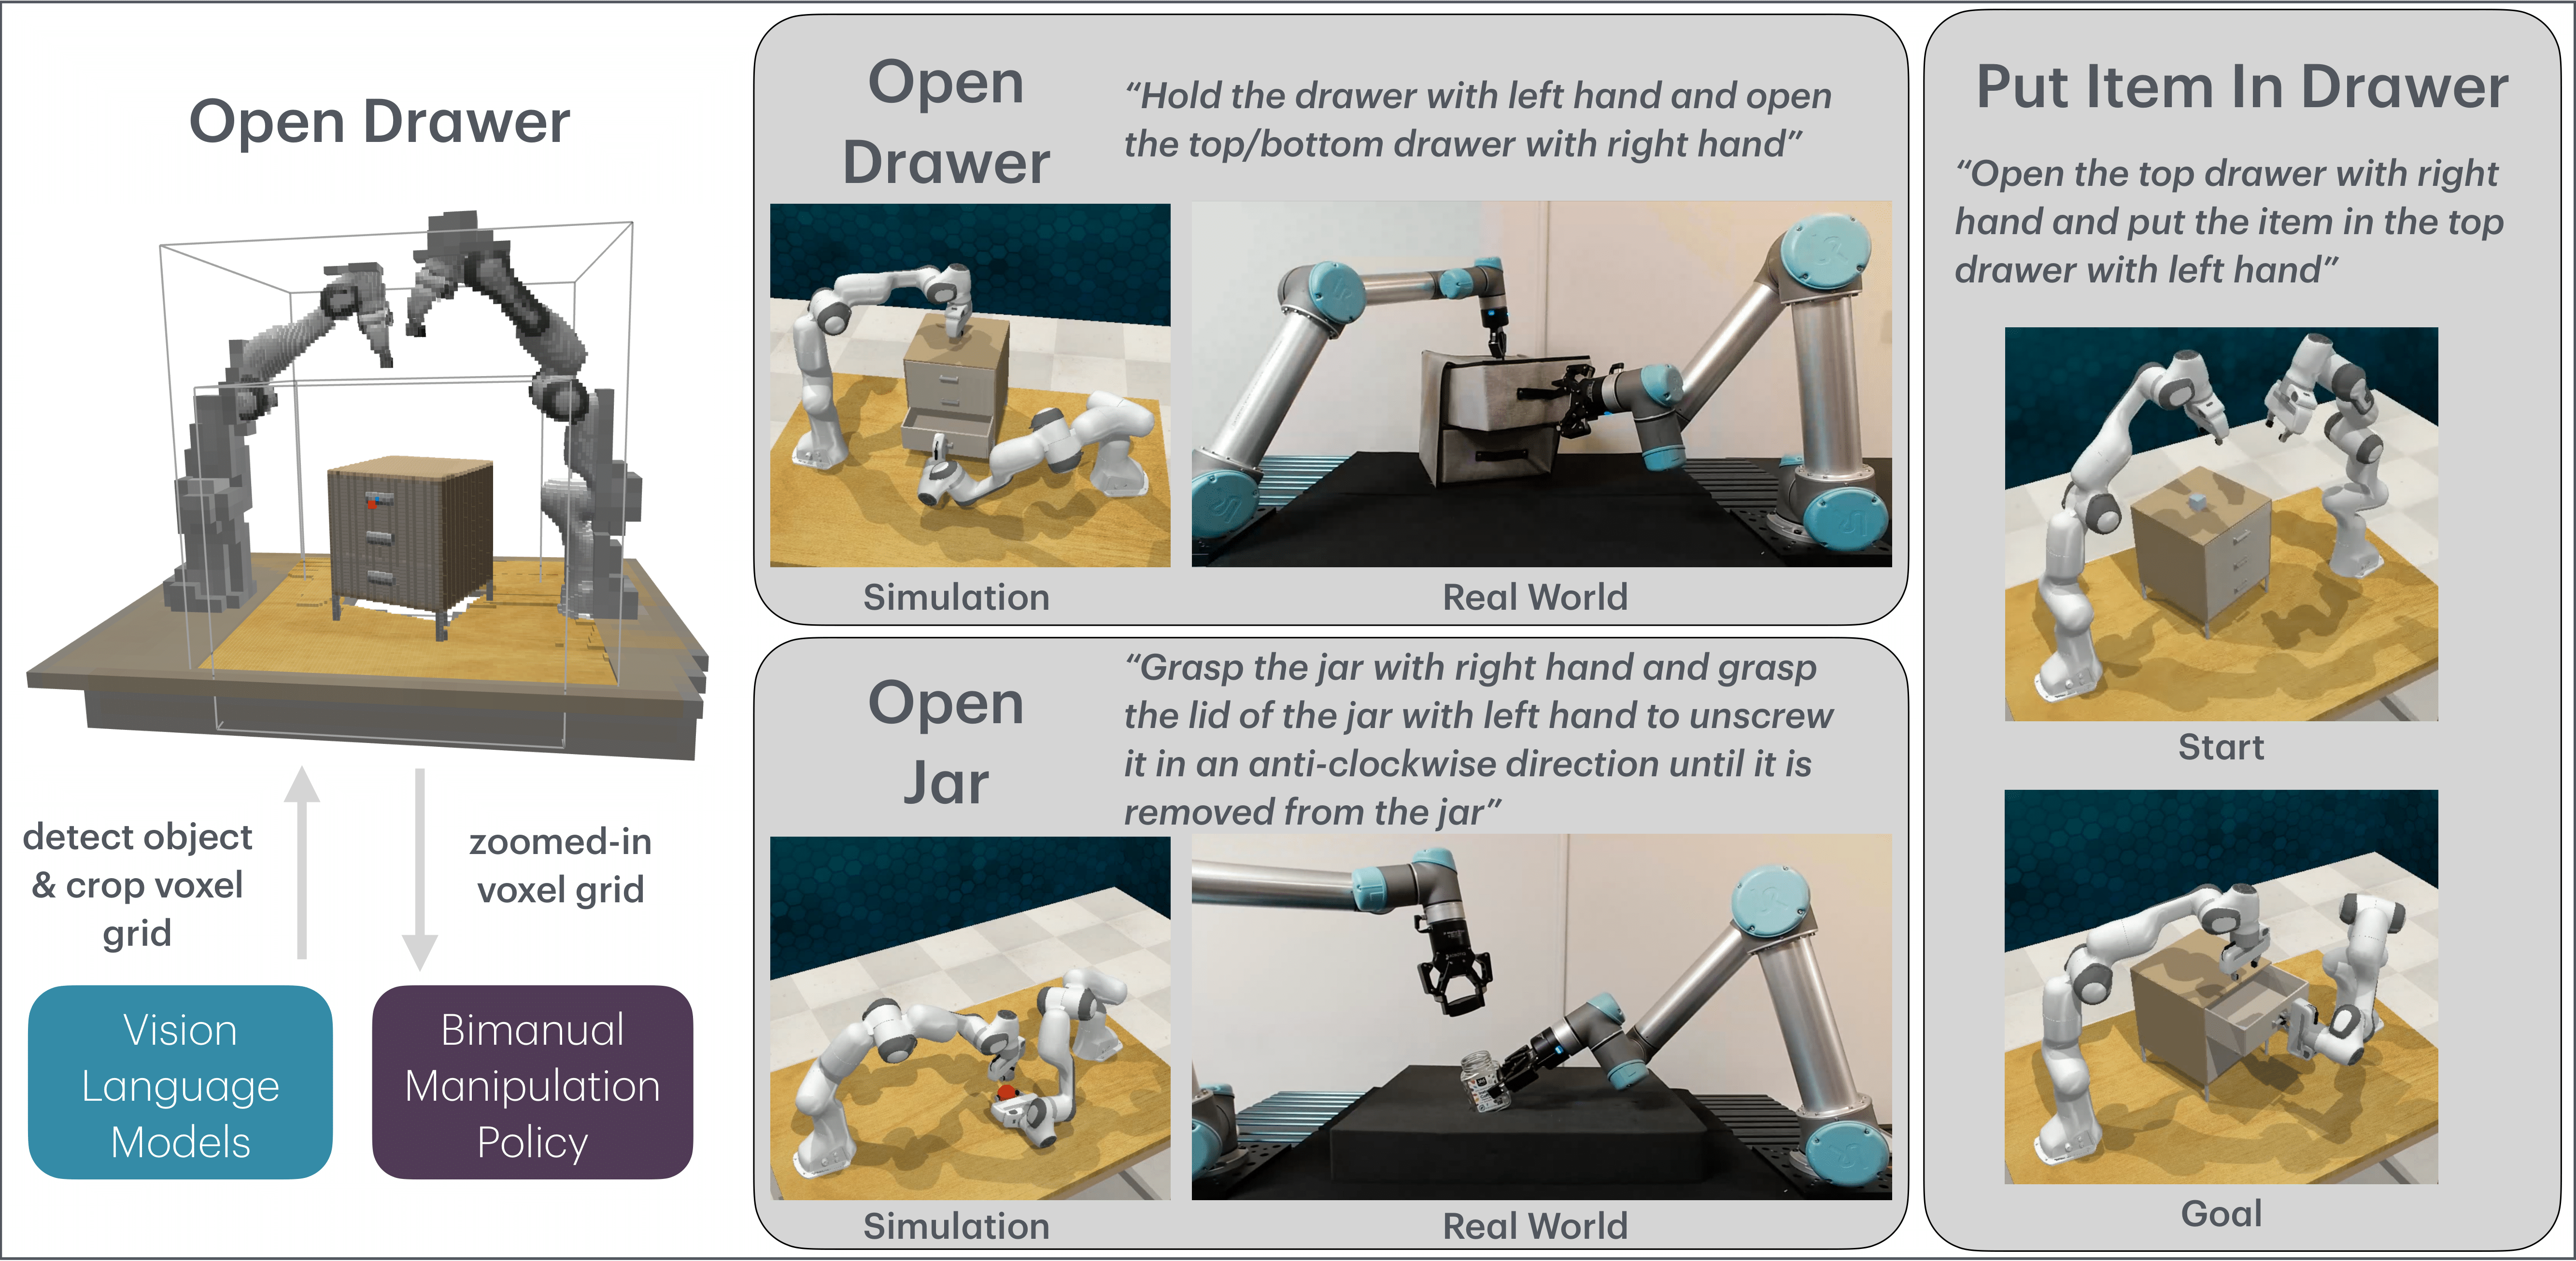 Open Drawer
detect object
& crop voxel
grid
zoomed-in
voxel grid
Vision
Language
Models
Bimanual
Manipulation
Policy
Open
Drawer
“Hold the drawer with left hand and open
the top/bottom drawer with right hand”
Simulation
Real World
Open
Jar
“Grasp the jar with right hand and grasp
the lid of the jar with left hand to unscrew
it in an anti-clockwise direction until it is
removed from the jar”
Simulation
Real World
Put Item In Drawer
“Open the top drawer with right
hand and put the item in the top
drawer with left hand”
Start
Goal